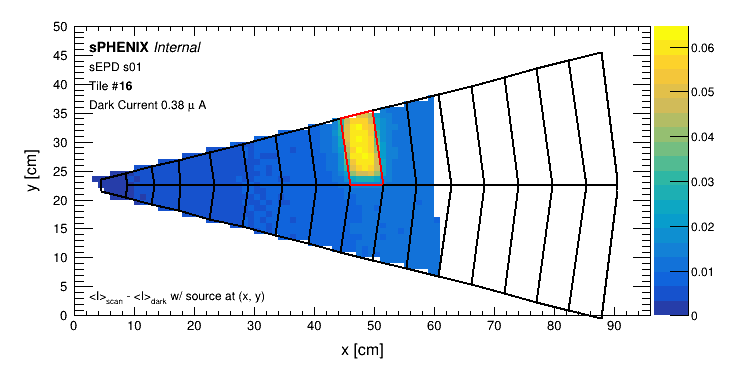 sPHENIX Internal
sEPD s01
Tile #16
Dark Current 0.38 μ A
<I>scan - <I>dark w/ source at (x, y)
y [cm]
50
45
40
35
30
25
20
15
10
5
0
0 10 20 30 40 50 60 70 80 90
x [cm]
0.06
0.05
0.04
0.03
0.02
0.01
0